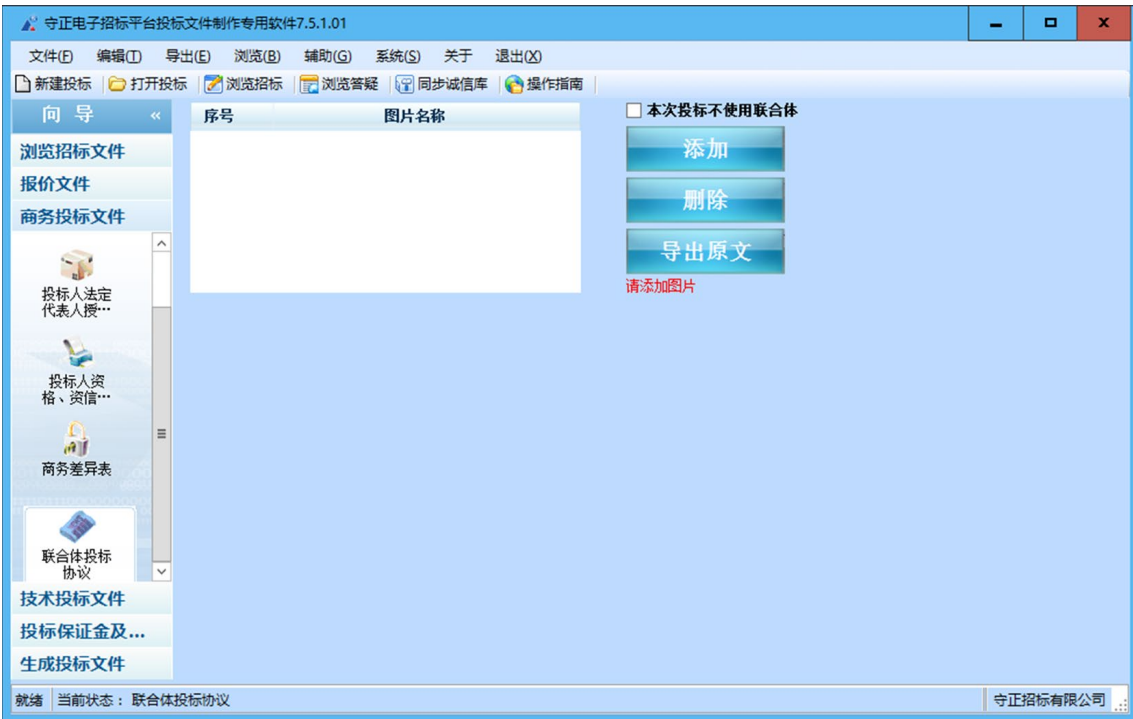 守正电子招标平台投标文件制作专用软件7.5.1.01
文件(F) 编辑(T) 导出(E) 浏览(B) 辅助(G) 系统(S) 关于 退出(X)
新建投标 打开投标 浏览招标 浏览答疑 同步诚信库 操作指南
向 导 «
浏览招标文件
报价文件
商务投标文件
投标人法定
代表人授…
投标人资
格、资信…
商务差异表
联合体投标
协议
技术投标文件
投标保证金及...
生成投标文件
序号 图片名称
本次投标不使用联合体
添加
删除
导出原文
请添加图片
就绪 当前状态：联合体投标协议 守正招标有限公司